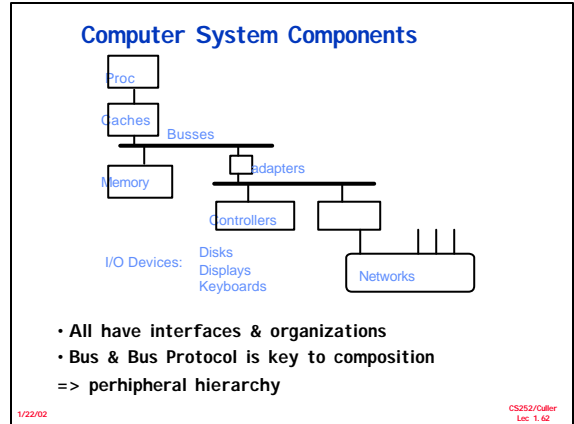 Computer System Components
Proc
Caches
Busses
Memory
adapters
Controllers
I/O Devices:
Disks
Displays
Keyboards
Networks
• All have interfaces & organizations
• Bus & Bus Protocol is key to composition
=> perhipheral hierarchy
1/22/02
CS252/Culler
Lec 1.62